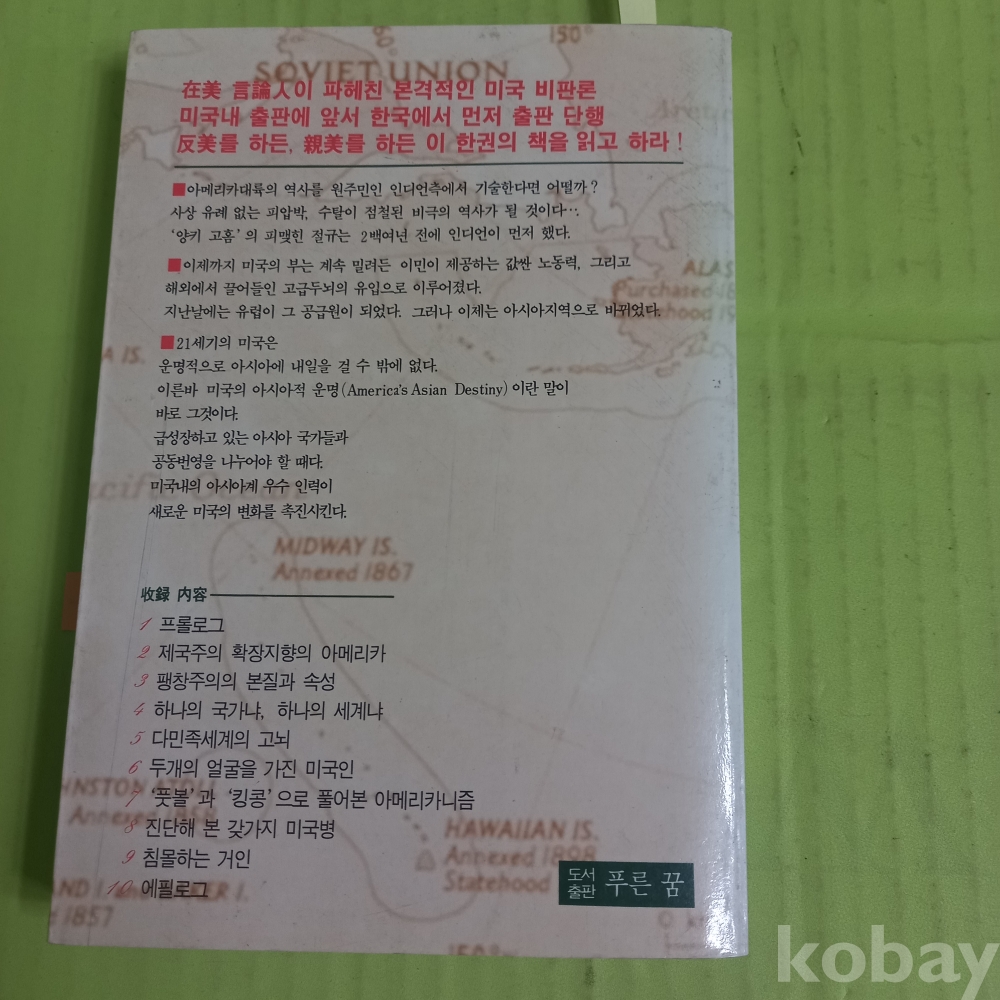 150°
SOVIET UNION
在美 言論人이 파헤친 본격적인 미국 비판론
미국내 출판에 앞서 한국에서 먼저 출판 단행
反美를 하든, 親美를 하든 이 한권의 책을 읽고 하라 !
■아메리카대륙의 역사를 원주민인 인디언측에서 기술한다면 어떨까 ?
사상 유례 없는 피압박, 수탈이 점철된 비극의 역사가 될 것이다….
‘양키 고홈’의 피맺힌 절규는 2백여년 전에 인디언이 먼저 했다.
■이제까지 미국의 부는 계속 밀려든 이민이 제공하는 값싼 노동력, 그리고
해외에서 끌어들인 고급두뇌의 유입으로 이루어졌다.
지난날에는 유럽이 그 공급원이 되었다. 그러나 이제는 아시아지역으로 바뀌었다.
ALAS
Purchased 18
Statehood 19
■21세기의 미국은
운명적으로 아시아에 내일을 걸 수 밖에 없다.
이른바 미국의 아시아적 운명(America's Asian Destiny)이란 말이
바로 그것이다.
급성장하고 있는 아시아 국가들과
공동번영을 나누어야 할 때다.
미국내의 아시아계 우수 인력이
새로운 미국의 변화를 촉진시킨다.
A IS.
acific Ocean
MIDWAY IS.
Annexed 1867
收録 内容
1 프롤로그
2 제국주의 확장지향의 아메리카
3 팽창주의의 본질과 속성
4 하나의 국가냐, 하나의 세계냐
5 다민족세계의 고뇌
6 두개의 얼굴을 가진 미국인
7 ‘풋볼’과 ‘킹콩’으로 풀어본 아메리카니즘
8 진단해 본 갖가지 미국병
9 침몰하는 거인
10 에필로그
HNSTON ATOLL
HAWAIIAN IS.
Annexed 1898
Statehood
1857
150°
도서
출판 푸른 꿈
kobay